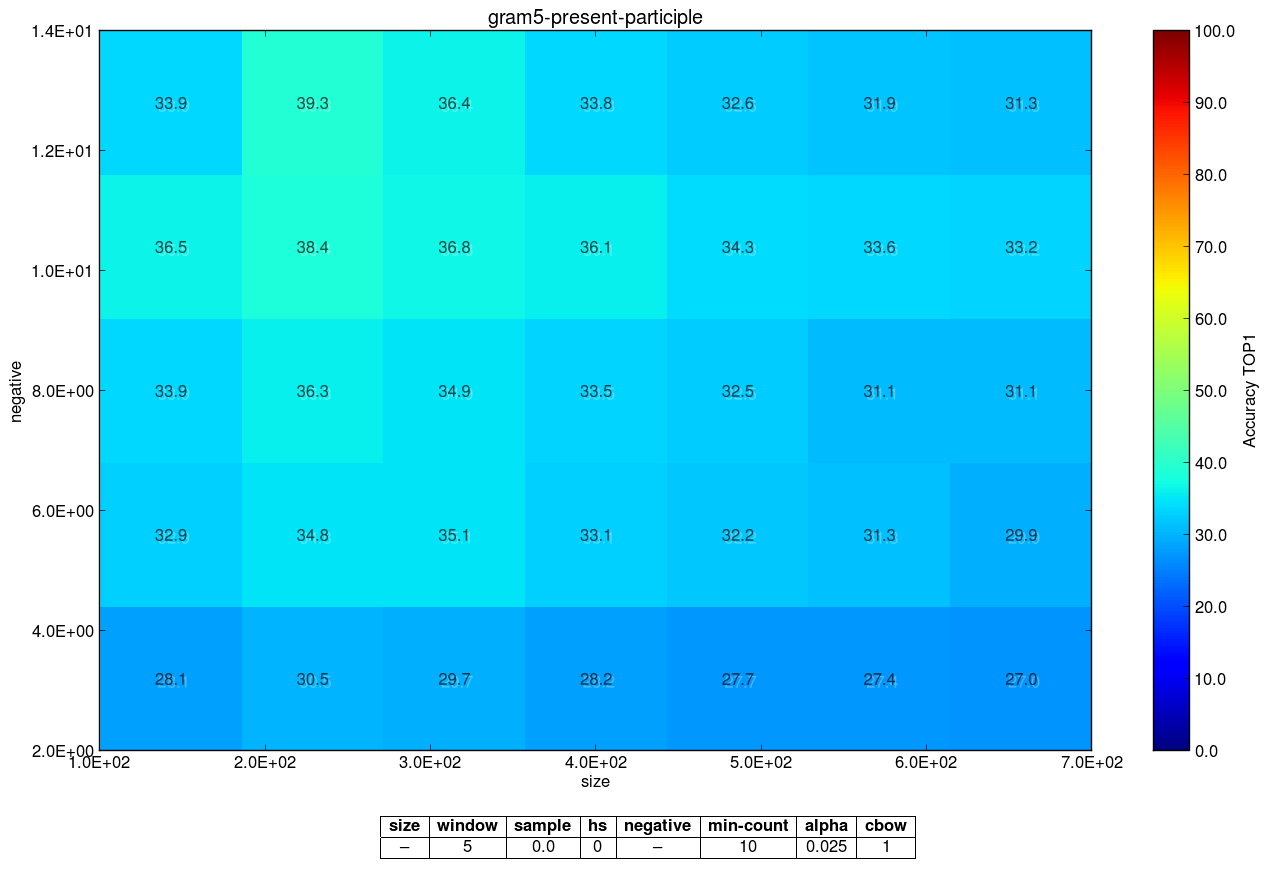 gram5-present-participle
1.4E+01
100.0
33.9 39.3 36.4 33.8 32.6 31.9 31.3
90.0
1.2E+01
80.0
70.0
36.5 38.4 36.8 36.1 34.3 33.6 33.2
1.0E+01
60.0
negative
8.0E+00
33.9 36.3 34.9 33.5 32.5 31.1 31.1
50.0
Accuracy TOP1
40.0
6.0E+00
32.9 34.8 35.1 33.1 32.2 31.3 29.9
30.0
20.0
4.0E+00
28.1 30.5 29.7 28.2 27.7 27.4 27.0
10.0
2.0E+00
0.0
1.0E+02 2.0E+02 3.0E+02 4.0E+02 5.0E+02 6.0E+02 7.0E+02
size
size window sample hs negative min-count alpha cbow
– 5 0.0 0 – 10 0.025 1